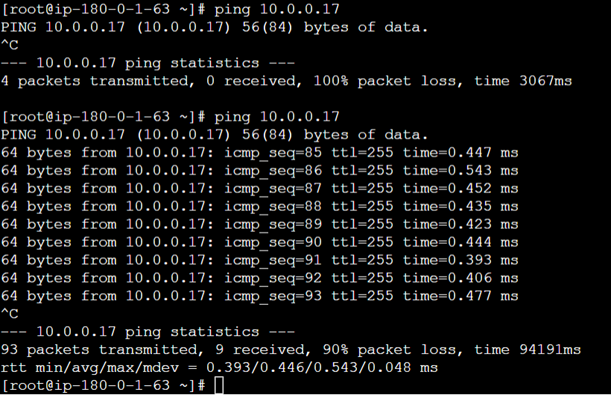 [root@ip-180-0-1-63 ~]# ping 10.0.0.17
PING 10.0.0.17 (10.0.0.17) 56(84) bytes of data.
^C
--- 10.0.0.17 ping statistics ---
4 packets transmitted, 0 received, 100% packet loss, time 3067ms

[root@ip-180-0-1-63 ~]# ping 10.0.0.17
PING 10.0.0.17 (10.0.0.17) 56(84) bytes of data.
64 bytes from 10.0.0.17: icmp_seq=85 ttl=255 time=0.447 ms
64 bytes from 10.0.0.17: icmp_seq=86 ttl=255 time=0.543 ms
64 bytes from 10.0.0.17: icmp_seq=87 ttl=255 time=0.452 ms
64 bytes from 10.0.0.17: icmp_seq=88 ttl=255 time=0.435 ms
64 bytes from 10.0.0.17: icmp_seq=89 ttl=255 time=0.423 ms
64 bytes from 10.0.0.17: icmp_seq=90 ttl=255 time=0.444 ms
64 bytes from 10.0.0.17: icmp_seq=91 ttl=255 time=0.393 ms
64 bytes from 10.0.0.17: icmp_seq=92 ttl=255 time=0.406 ms
64 bytes from 10.0.0.17: icmp_seq=93 ttl=255 time=0.477 ms
^C
--- 10.0.0.17 ping statistics ---
93 packets transmitted, 9 received, 90% packet loss, time 94191ms
rtt min/avg/max/mdev = 0.393/0.446/0.543/0.048 ms
[root@ip-180-0-1-63 ~]#